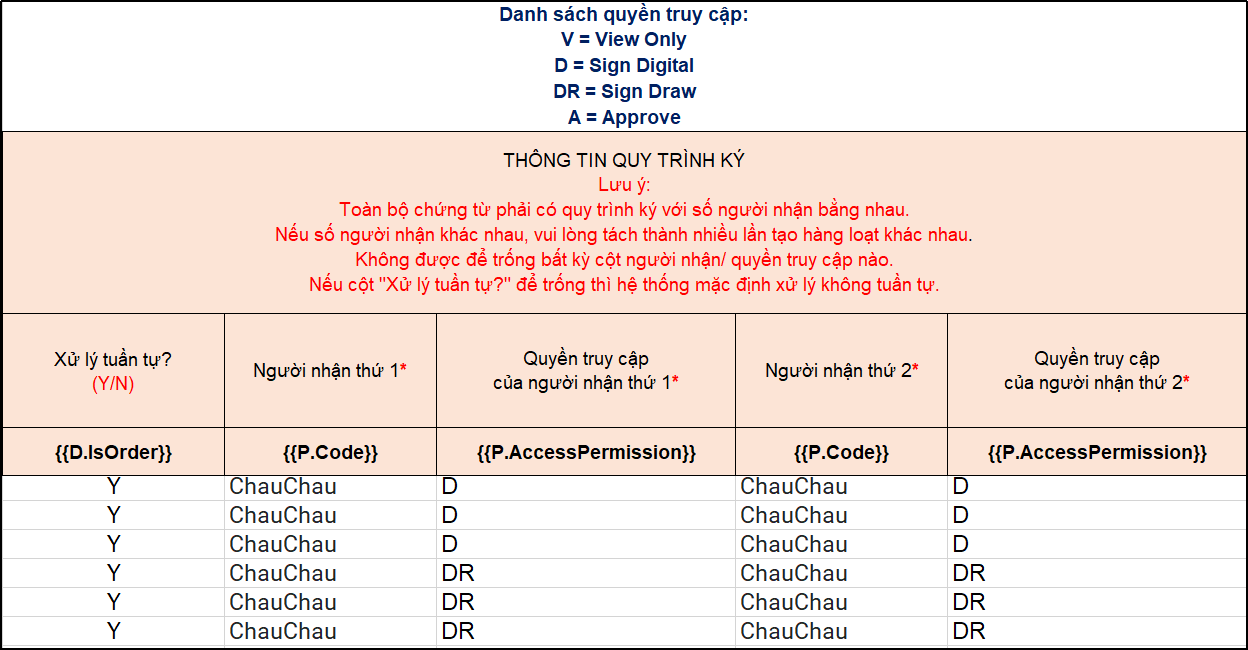 Danh sách quyền truy cập:
V = View Only
D = Sign Digital
DR = Sign Draw
A = Approve
THÔNG TIN QUY TRÌNH KÝ
Lưu ý:
Toàn bộ chứng từ phải có quy trình ký với số người nhận bằng nhau.
Nếu số người nhận khác nhau, vui lòng tách thành nhiều lần tạo hàng loạt khác nhau.
Không được để trống bất kỳ cột người nhận/ quyền truy cập nào.
Nếu cột "Xử lý tuần tự?" để trống thì hệ thống mặc định xử lý không tuần tự.
Xử lý tuần tự?
(Y/N)
Người nhận thứ 1*
Quyền truy cập
của người nhận thứ 1*
Người nhận thứ 2*
Quyền truy cập
của người nhận thứ 2*
{{D.IsOrder}} {{P.Code}} {{P.AccessPermission}} {{P.Code}} {{P.AccessPermission}}
Y ChauChau D ChauChau D
Y ChauChau D ChauChau D
Y ChauChau D ChauChau D
Y ChauChau DR ChauChau DR
Y ChauChau DR ChauChau DR
Y ChauChau DR ChauChau DR